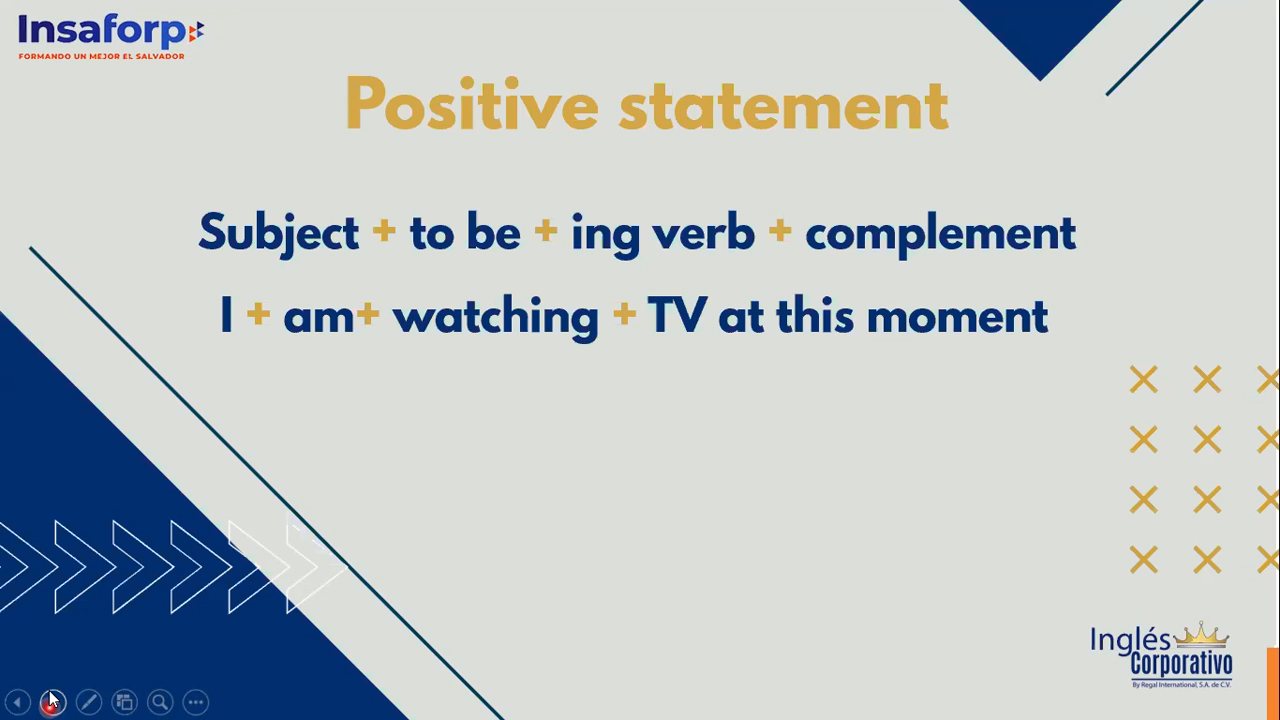 Insaforp
FORMANDO UN MEJOR EL SALVADOR
Positive statement
Subject + to be + ing verb + complement
I + am+ watching + TV at this moment
Inglés
Corporativo
By Regal International, S.A. de C.V.